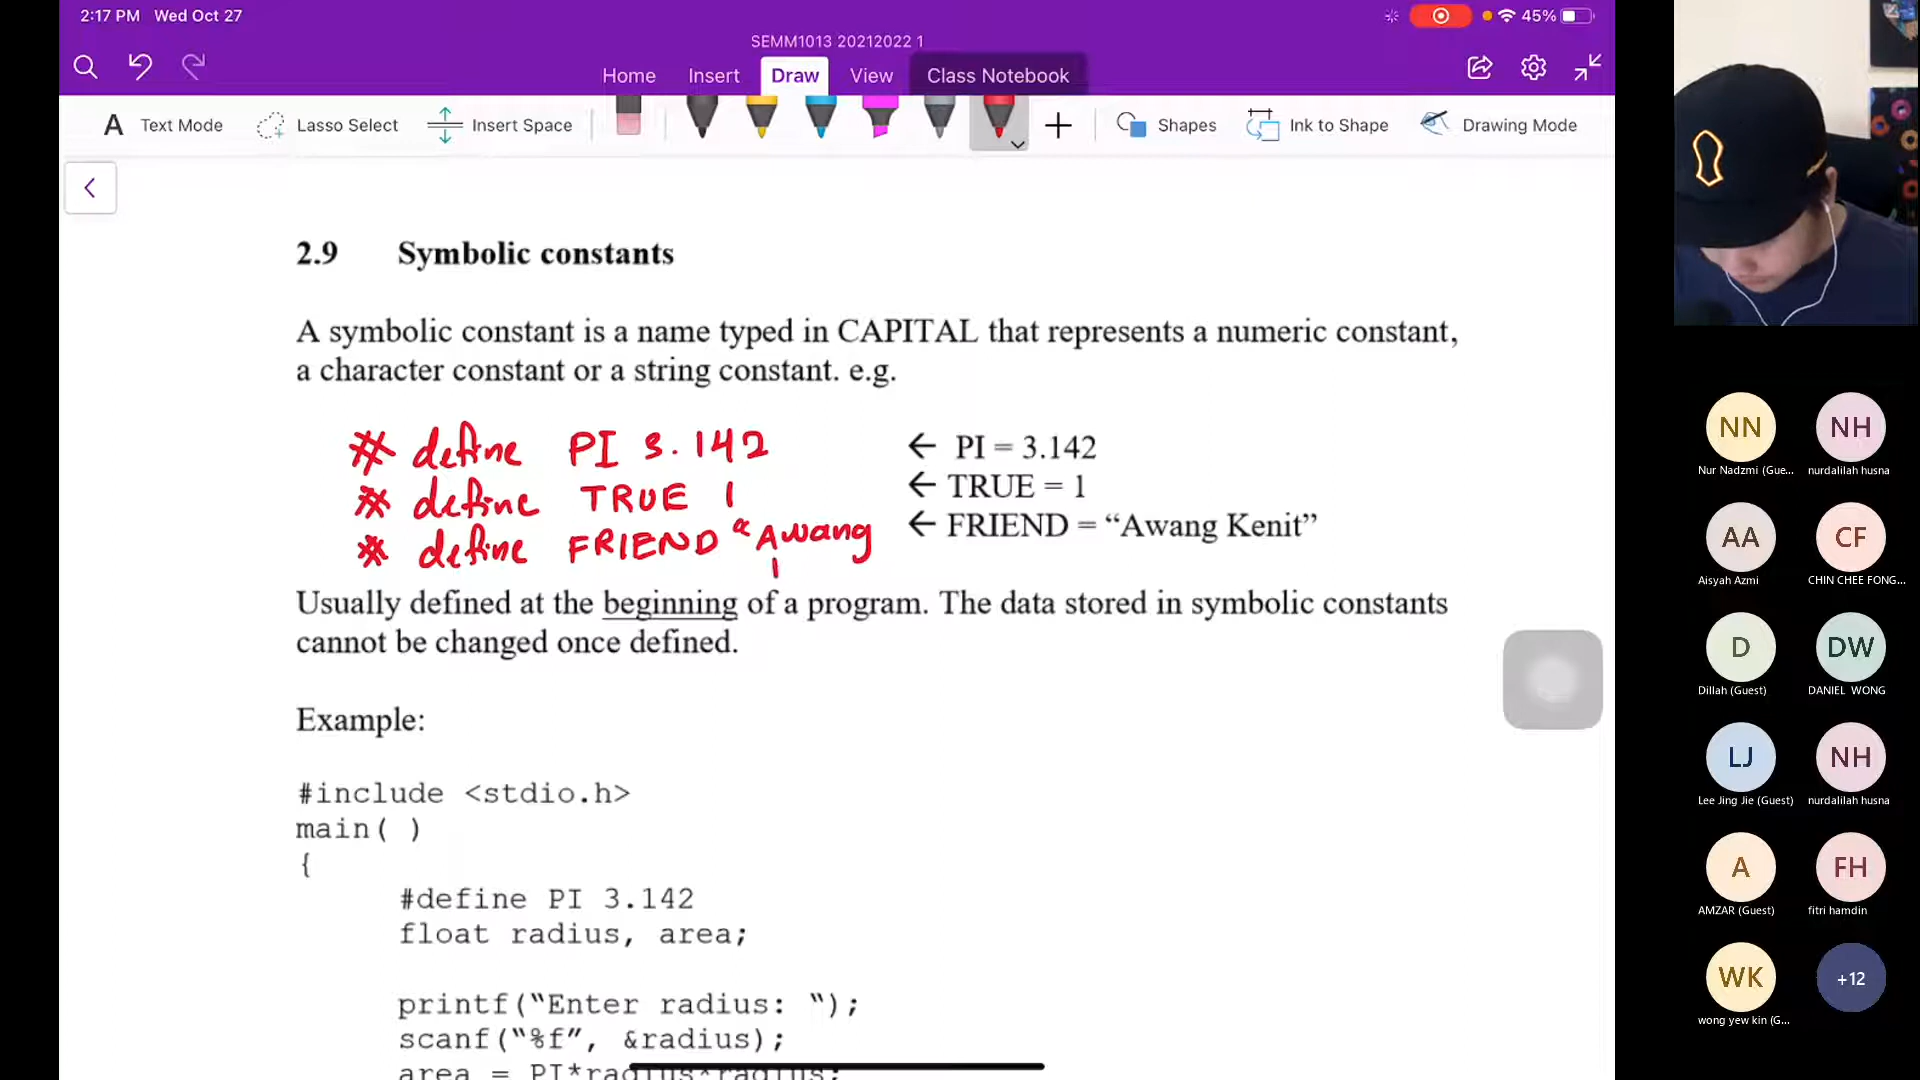 2:17 PM Wed Oct 27
45%
SEMM1013 20212022 1
Home Insert Draw View Class Notebook
A Text Mode Lasso Select Insert Space Shapes Ink to Shape Drawing Mode
2.9 Symbolic constants
A symbolic constant is a name typed in CAPITAL that represents a numeric constant,
a character constant or a string constant. e.g.
# define PI 3.142 ← PI = 3.142
# define TRUE 1 ← TRUE = 1
# define FRIEND "Awang ← FRIEND = “Awang Kenit”
Usually defined at the beginning of a program. The data stored in symbolic constants
cannot be changed once defined.
Example:
#include <stdio.h>
main( )
{
#define PI 3.142
float radius, area;
printf(“Enter radius: “);
scanf(“%f”, &radius);
area = PI*radius*radius;
NN NH
Nur Nadzmi (Gue... nurdalilah husna
AA CF
Aisyah Azmi CHIN CHEE FONG...
D DW
Dillah (Guest) DANIEL WONG
LJ NH
Lee Jing Jie (Guest) nurdalilah husna
A FH
AMZAR (Guest) fitri hamdin
WK +12
wong yew kin (G...